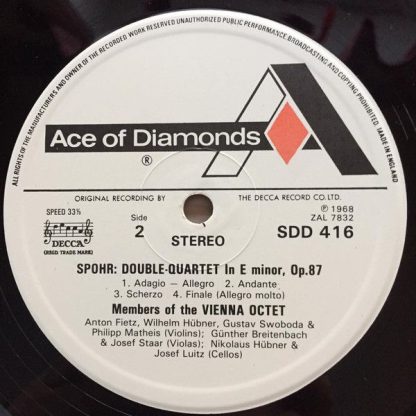 ALL RIGHTS OF THE MANUFACTURER AND OF THE OWNER OF THE RECORDED WORK RESERVED UNAUTHORIZED PUBLIC PERFORMANCE, BROADCASTING AND COPYING PROHIBITED. MADE IN ENGLAND
Ace of Diamonds
®
ORIGINAL RECORDING BY THE DECCA RECORD CO. LTD.
SPEED 33⅓
DECCA
(REGD. TRADE MARK)
Side
2
STEREO
℗ 1968
ZAL 7832
SDD 416
SPOHR: DOUBLE-QUARTET In E minor, Op.87
1. Adagio — Allegro 2. Andante
3. Scherzo 4. Finale (Allegro molto)
Members of the VIENNA OCTET
Anton Fietz, Wilhelm Hübner, Gustav Swoboda &
Philipp Matheis (Violins); Günther Breitenbach
& Josef Staar (Violas); Nikolaus Hübner &
Josef Luitz (Cellos)